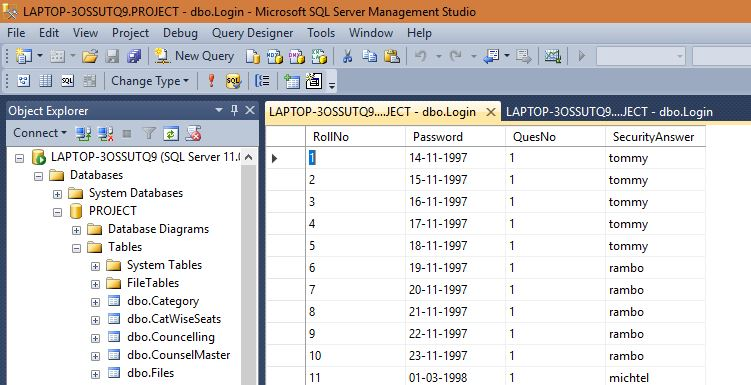 LAPTOP-3OSSUTQ9.PROJECT - dbo.Login - Microsoft SQL Server Management Studio
File Edit View Project Debug Query Designer Tools Window Help
New Query
Change Type
Object Explorer
Connect
LAPTOP-3OSSUTQ9 (SQL Server 11.0
Databases
System Databases
PROJECT
Database Diagrams
Tables
System Tables
FileTables
dbo.Category
dbo.CatWiseSeats
dbo.Councelling
dbo.CounselMaster
dbo.Files
LAPTOP-3OSSUTQ9....JECT - dbo.Login LAPTOP-3OSSUTQ9....JECT - dbo.Login
RollNo Password QuesNo SecurityAnswer
1 14-11-1997 1 tommy
2 15-11-1997 1 tommy
3 16-11-1997 1 tommy
4 17-11-1997 1 tommy
5 18-11-1997 1 tommy
6 19-11-1997 1 rambo
7 20-11-1997 1 rambo
8 21-11-1997 1 rambo
9 22-11-1997 1 rambo
10 23-11-1997 1 rambo
11 01-03-1998 1 michtel